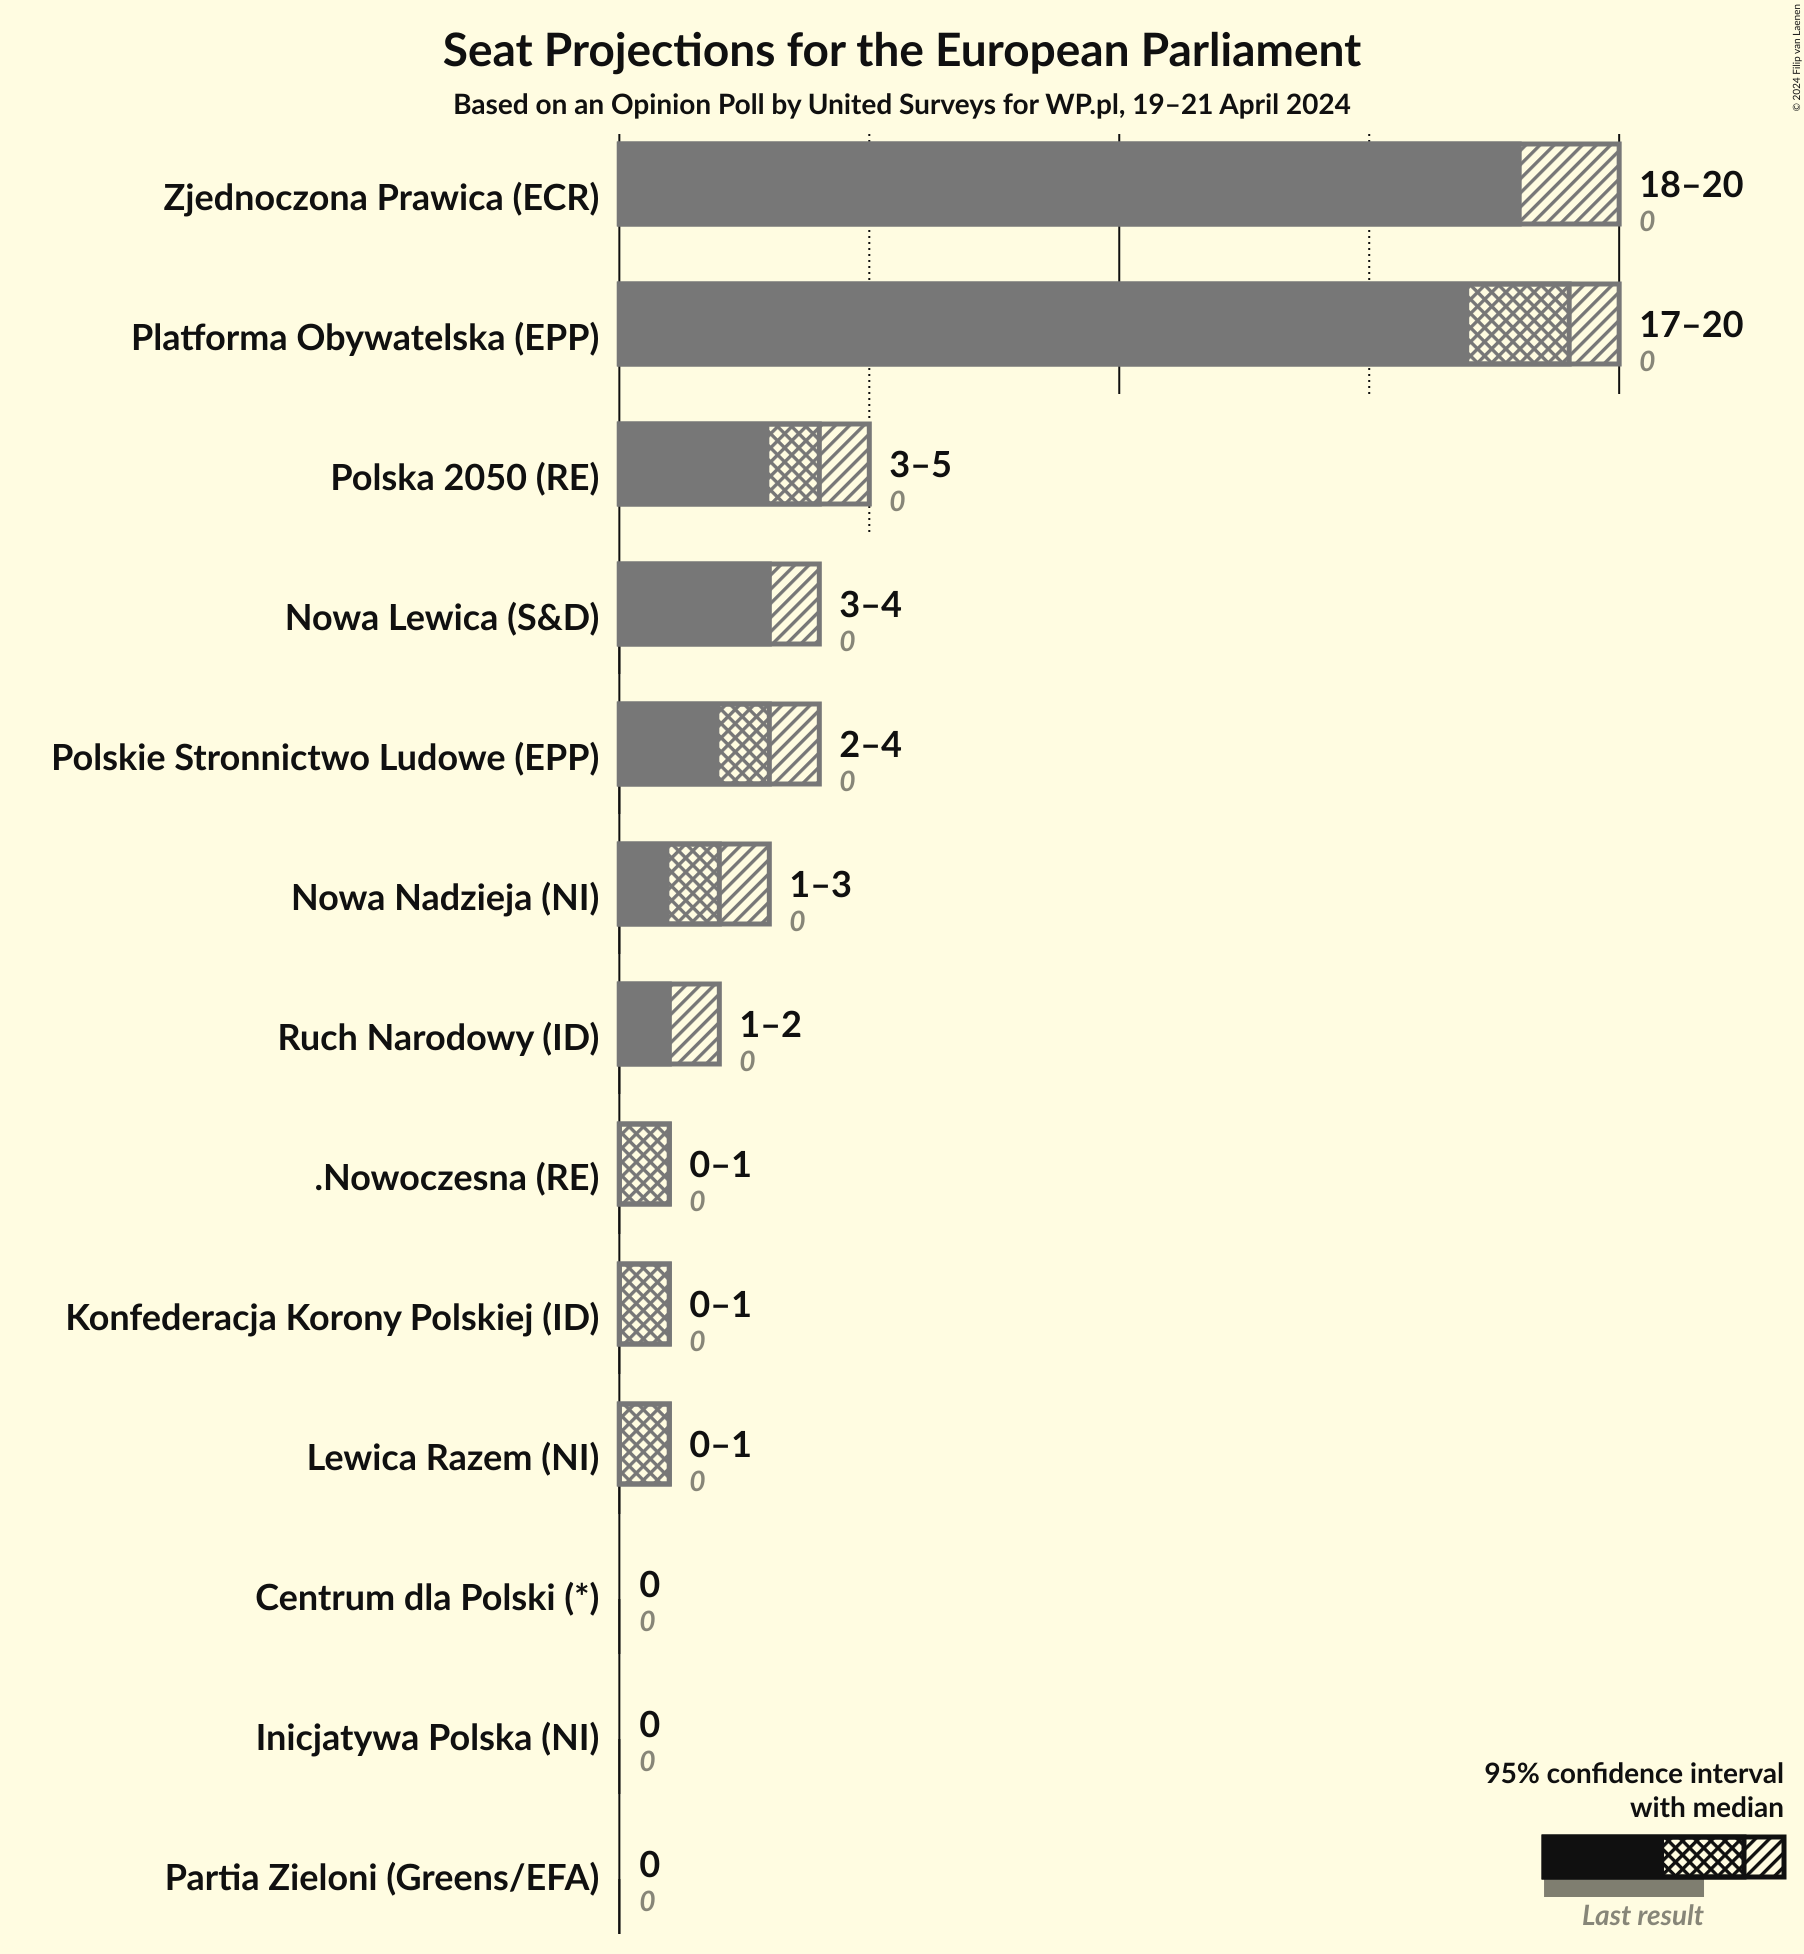 Seat Projections for the European Parliament
Based on an Opinion Poll by United Surveys for WP.pl, 19–21 April 2024
© 2024 Filip van Laenen
Zjednoczona Prawica (ECR)
18–20
0
Platforma Obywatelska (EPP)
17–20
0
Polska 2050 (RE)
3–5
0
Nowa Lewica (S&D)
3–4
0
Polskie Stronnictwo Ludowe (EPP)
2–4
0
Nowa Nadzieja (NI)
1–3
0
Ruch Narodowy (ID)
1–2
0
.Nowoczesna (RE)
0–1
0
Konfederacja Korony Polskiej (ID)
0–1
0
Lewica Razem (NI)
0–1
0
Centrum dla Polski (*)
0
0
Inicjatywa Polska (NI)
0
0
Partia Zieloni (Greens/EFA)
0
0
95% confidence interval
with median
Last result